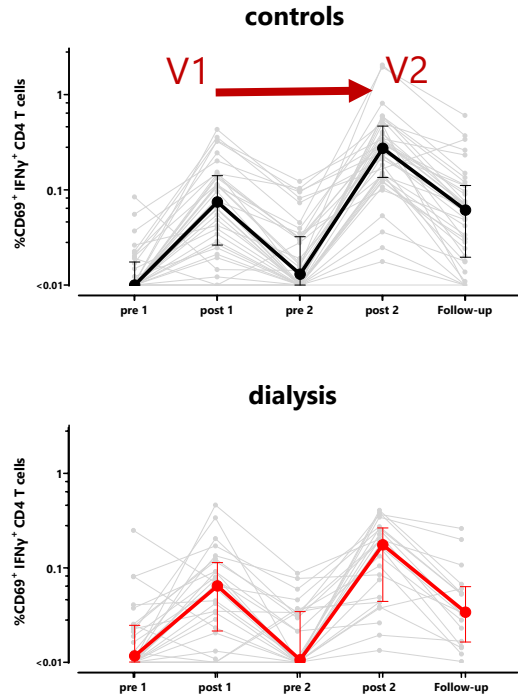 controls
V1
V2
%CD69⁺ IFNγ⁺ CD4 T cells
1
0.1
<0.01
pre 1 post 1 pre 2 post 2 Follow-up
dialysis
%CD69⁺ IFNγ⁺ CD4 T cells
1
0.1
<0.01
pre 1 post 1 pre 2 post 2 Follow-up